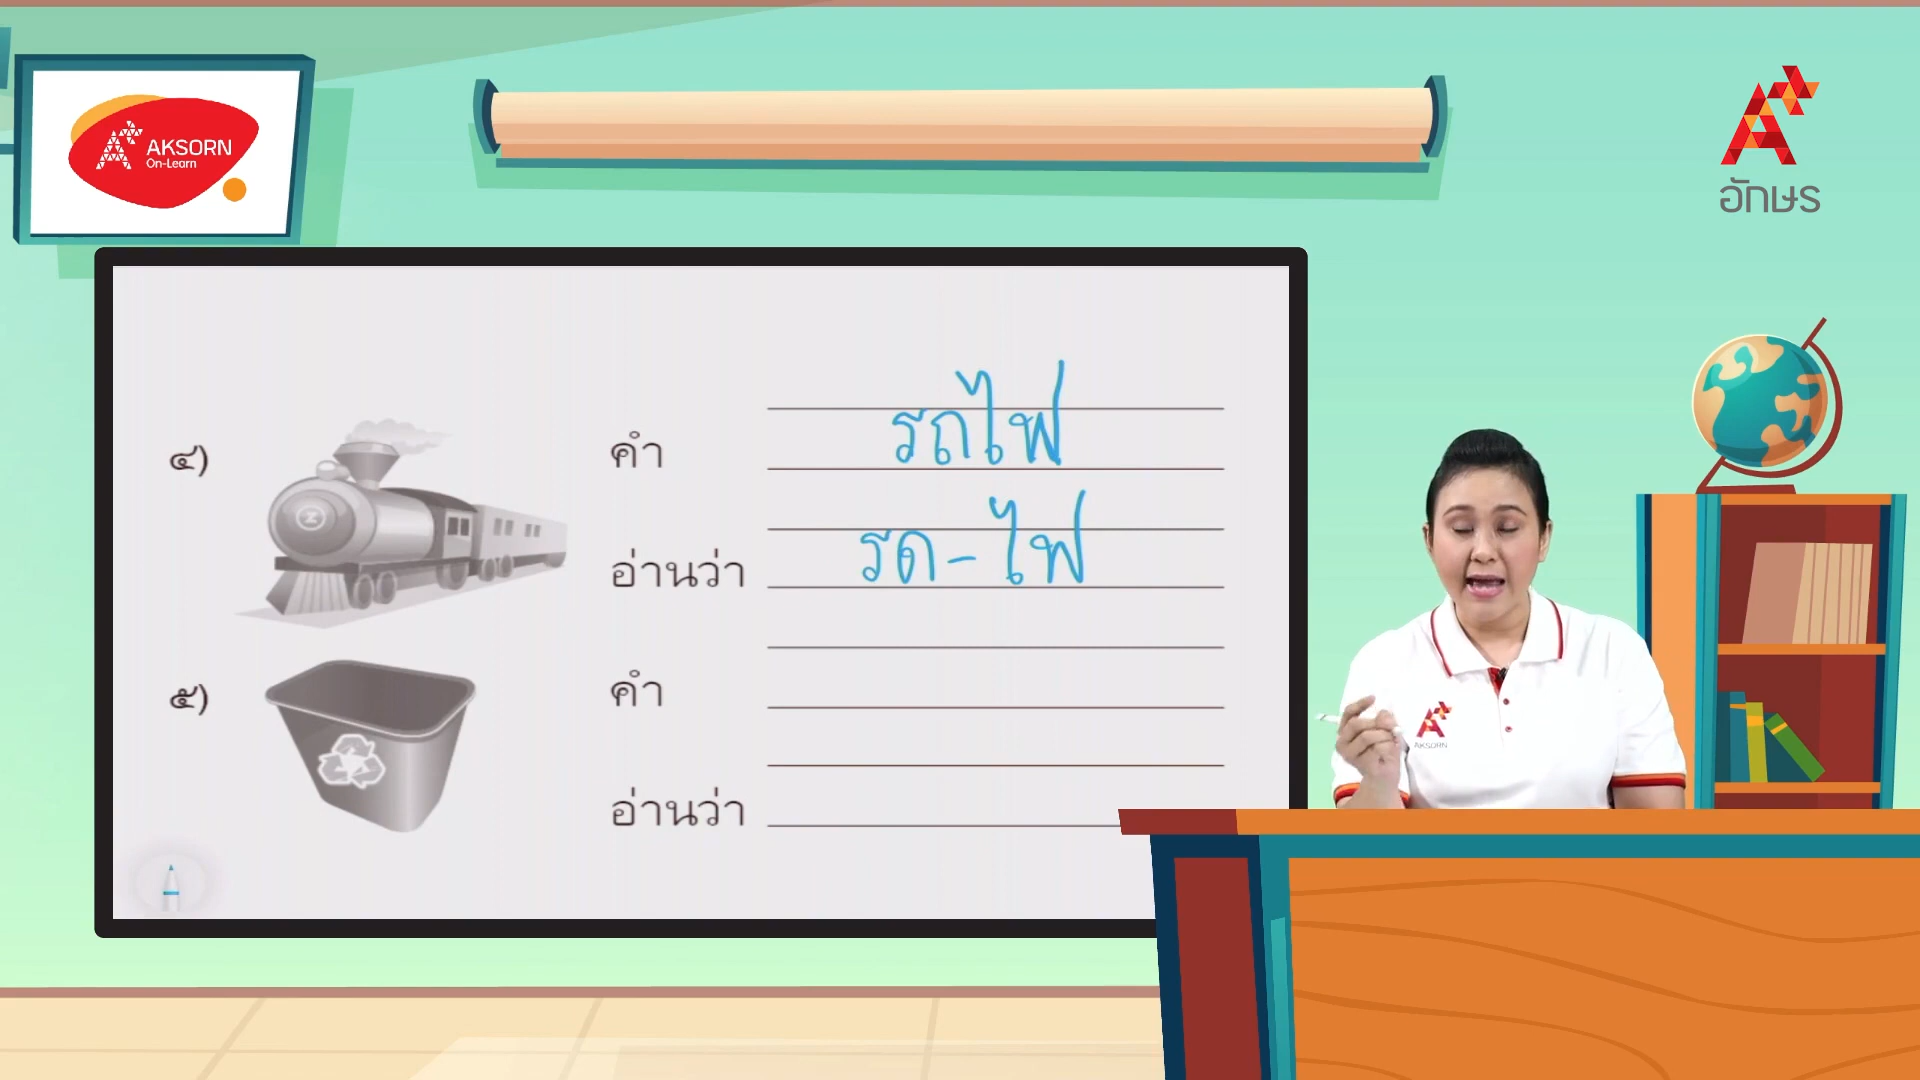 AKSORN
On-Learn
อักษร
๔)
คำ
รถไฟ
อ่านว่า
รด-ไฟ
Z
๕)
คำ
อ่านว่า
AKSORN